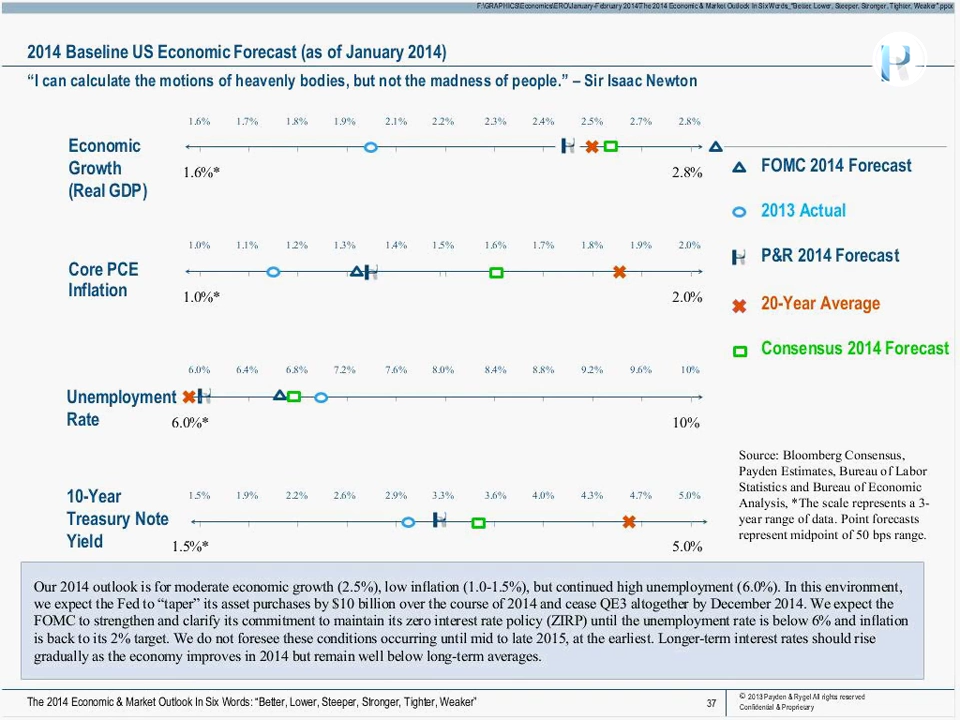 F:\GRAPHICS\Economics\ERO\January-February 2014\The 2014 Economic & Market Outlook In Six Words_"Better, Lower, Steeper, Stronger, Tighter, Weaker".pptx
2014 Baseline US Economic Forecast (as of January 2014)
“I can calculate the motions of heavenly bodies, but not the madness of people.” – Sir Isaac Newton
1.6% 1.7% 1.8% 1.9% 2.1% 2.2% 2.3% 2.4% 2.5% 2.7% 2.8%
Economic
Growth
(Real GDP)
1.6%* 2.8%
FOMC 2014 Forecast
2013 Actual
P&R 2014 Forecast
20-Year Average
Consensus 2014 Forecast
1.0% 1.1% 1.2% 1.3% 1.4% 1.5% 1.6% 1.7% 1.8% 1.9% 2.0%
Core PCE
Inflation
1.0%* 2.0%
6.0% 6.4% 6.8% 7.2% 7.6% 8.0% 8.4% 8.8% 9.2% 9.6% 10%
Unemployment
Rate
6.0%* 10%
1.5% 1.9% 2.2% 2.6% 2.9% 3.3% 3.6% 4.0% 4.3% 4.7% 5.0%
10-Year
Treasury Note
Yield
1.5%* 5.0%
Source: Bloomberg Consensus,
Payden Estimates, Bureau of Labor
Statistics and Bureau of Economic
Analysis, *The scale represents a 3-
year range of data. Point forecasts
represent midpoint of 50 bps range.
Our 2014 outlook is for moderate economic growth (2.5%), low inflation (1.0-1.5%), but continued high unemployment (6.0%). In this environment,
we expect the Fed to “taper” its asset purchases by $10 billion over the course of 2014 and cease QE3 altogether by December 2014. We expect the
FOMC to strengthen and clarify its commitment to maintain its zero interest rate policy (ZIRP) until the unemployment rate is below 6% and inflation
is back to its 2% target. We do not foresee these conditions occurring until mid to late 2015, at the earliest. Longer-term interest rates should rise
gradually as the economy improves in 2014 but remain well below long-term averages.
The 2014 Economic & Market Outlook In Six Words: “Better, Lower, Steeper, Stronger, Tighter, Weaker”
37
© 2013 Payden & Rygel All rights reserved
Confidential & Proprietary